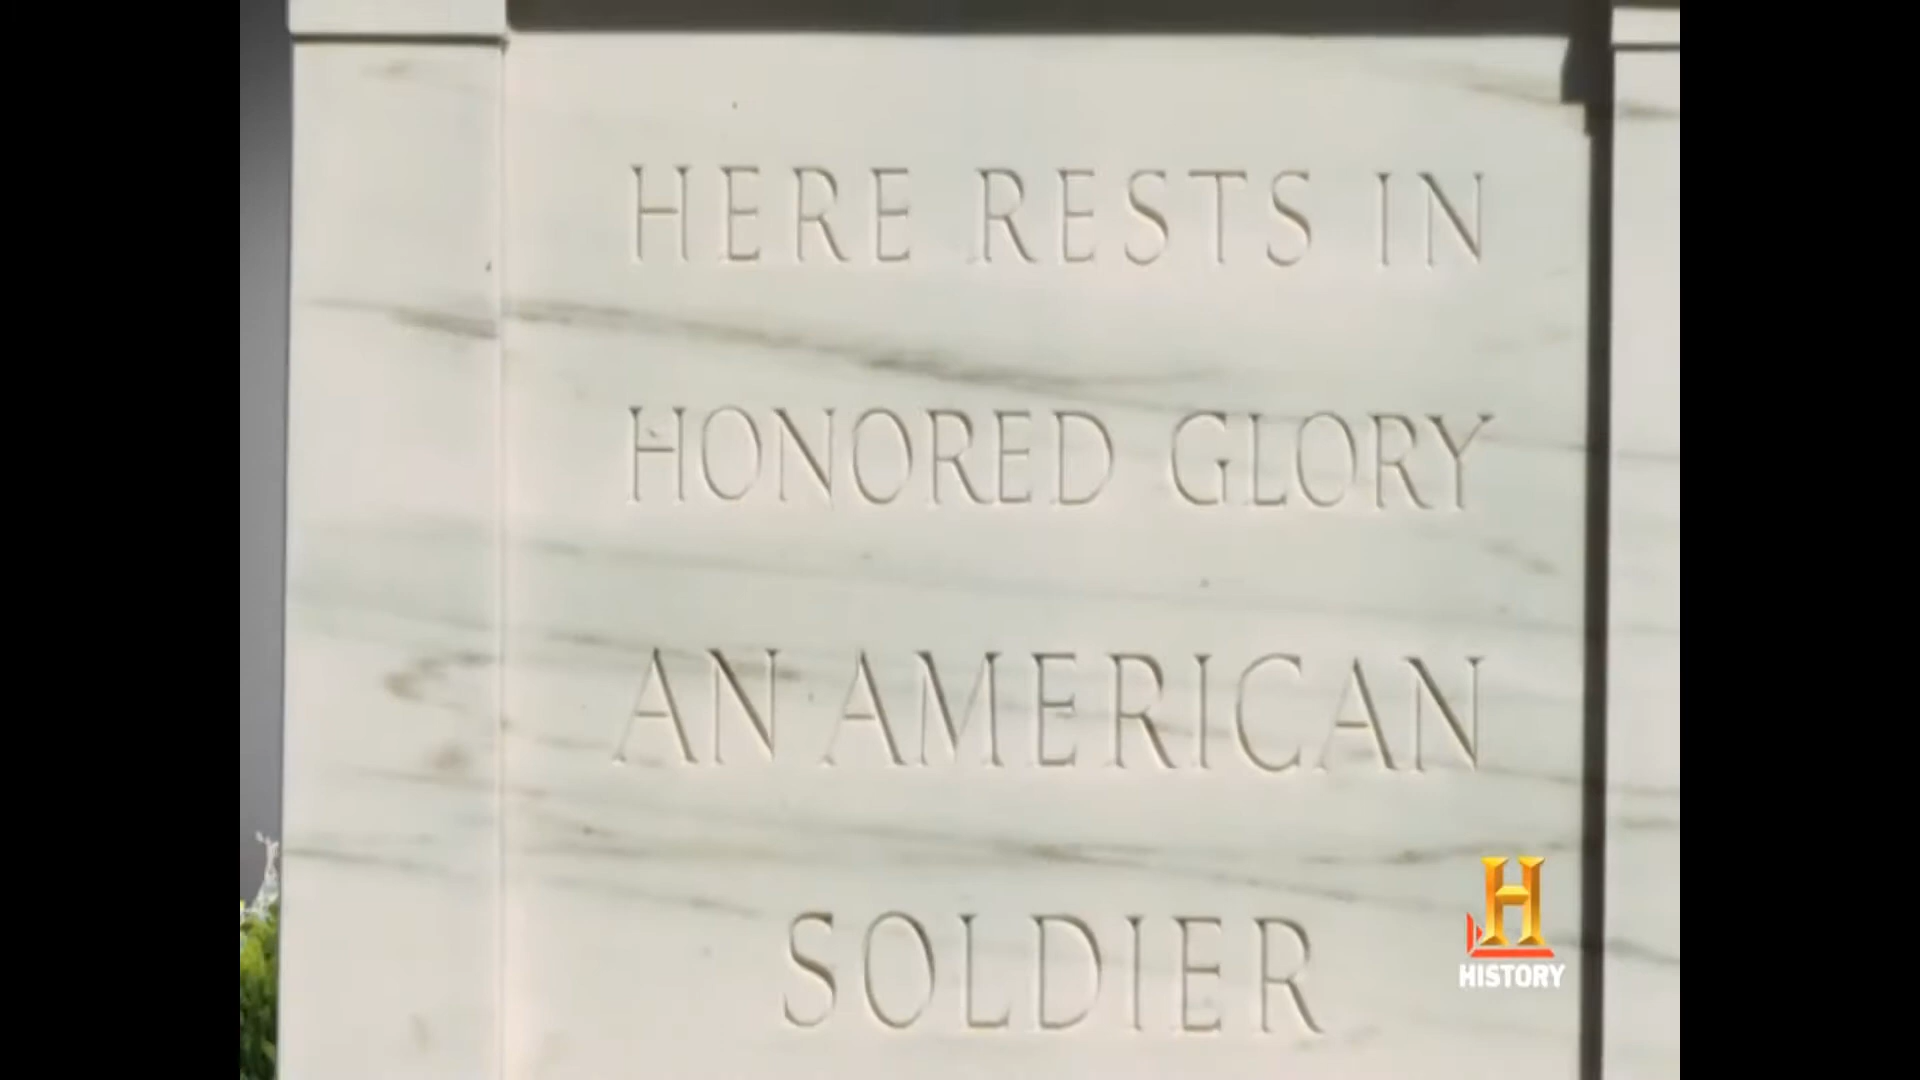 HERE RESTS IN
HONORED GLORY
AN AMERICAN
SOLDIER
H
HISTORY